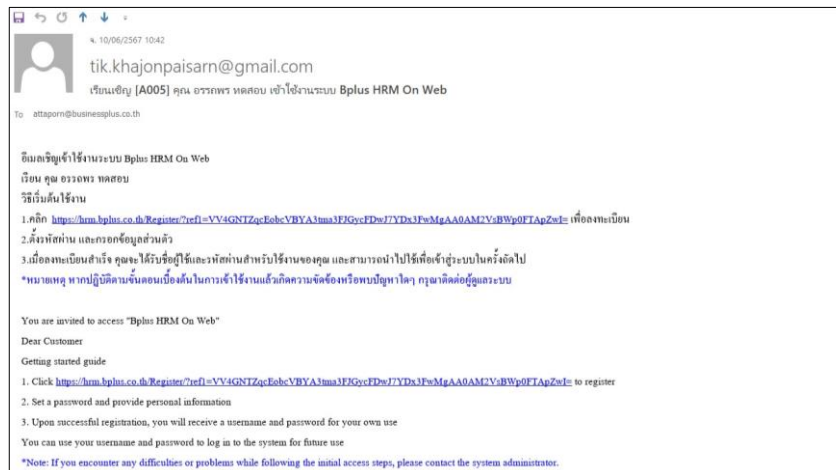 จ. 10/06/2567 10:42
tik.khajonpaisarn@gmail.com
เรียนเชิญ [A005] คุณ อรรถพร ทดสอบ เข้าใช้งานระบบ Bplus HRM On Web
To attaporn@businessplus.co.th
อีเมลเชิญเข้าใช้งานระบบ Bplus HRM On Web
เรียน คุณ อรรถพร ทดสอบ
วิธีเริ่มต้นใช้งาน
1.คลิก https://hrm.bplus.co.th/Register/?ref1=VV4GNTZqcEobcVBYA3tma3FJGycFDwJ7YDx3FwMgAA0AM2VsBWp0FTApZwI= เพื่อลงทะเบียน
2.ตั้งรหัสผ่าน และกรอกข้อมูลส่วนตัว
3.เมื่อลงทะเบียนสำเร็จ คุณจะได้รับชื่อผู้ใช้และรหัสผ่านสำหรับใช้งานของคุณ และสามารถนำไปใช้เพื่อเข้าสู่ระบบในครั้งถัดไป
*หมายเหตุ หากปฏิบัติตามขั้นตอนเบื้องต้นในการเข้าใช้งานแล้วเกิดความขัดข้องหรือพบปัญหาใดๆ กรุณาติดต่อผู้ดูแลระบบ
You are invited to access "Bplus HRM On Web"
Dear Customer
Getting started guide
1. Click https://hrm.bplus.co.th/Register/?ref1=VV4GNTZqcEobcVBYA3tma3FJGycFDwJ7YDx3FwMgAA0AM2VsBWp0FTApZwI= to register
2. Set a password and provide personal information
3. Upon successful registration, you will receive a username and password for your own use
You can use your username and password to log in to the system for future use
*Note: If you encounter any difficulties or problems while following the initial access steps, please contact the system administrator.